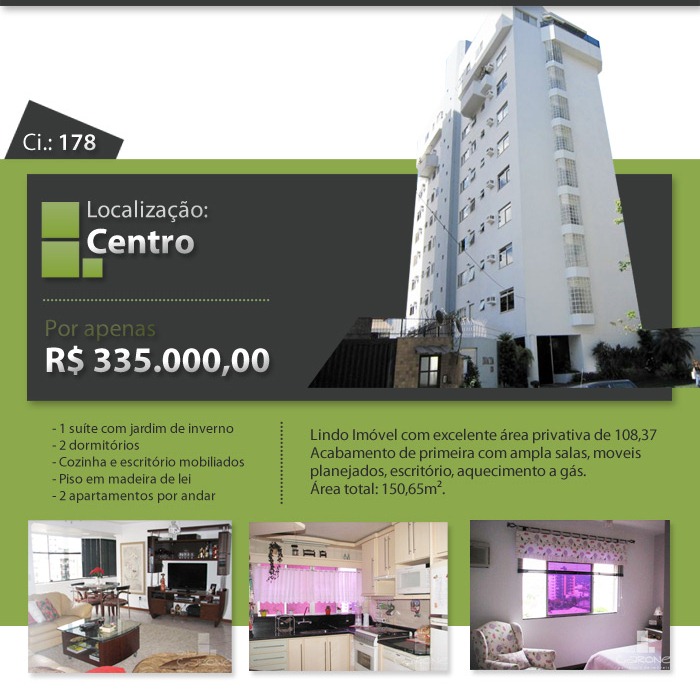 Ci.: 178
Localização:
Centro
Por apenas
R$ 335.000,00
- 1 suíte com jardim de inverno
- 2 dormitórios
- Cozinha e escritório mobiliados
- Piso em madeira de lei
- 2 apartamentos por andar
Lindo Imóvel com excelente área privativa de 108,37
Acabamento de primeira com ampla salas, moveis
planejados, escritório, aquecimento a gás.
Área total: 150,65m².